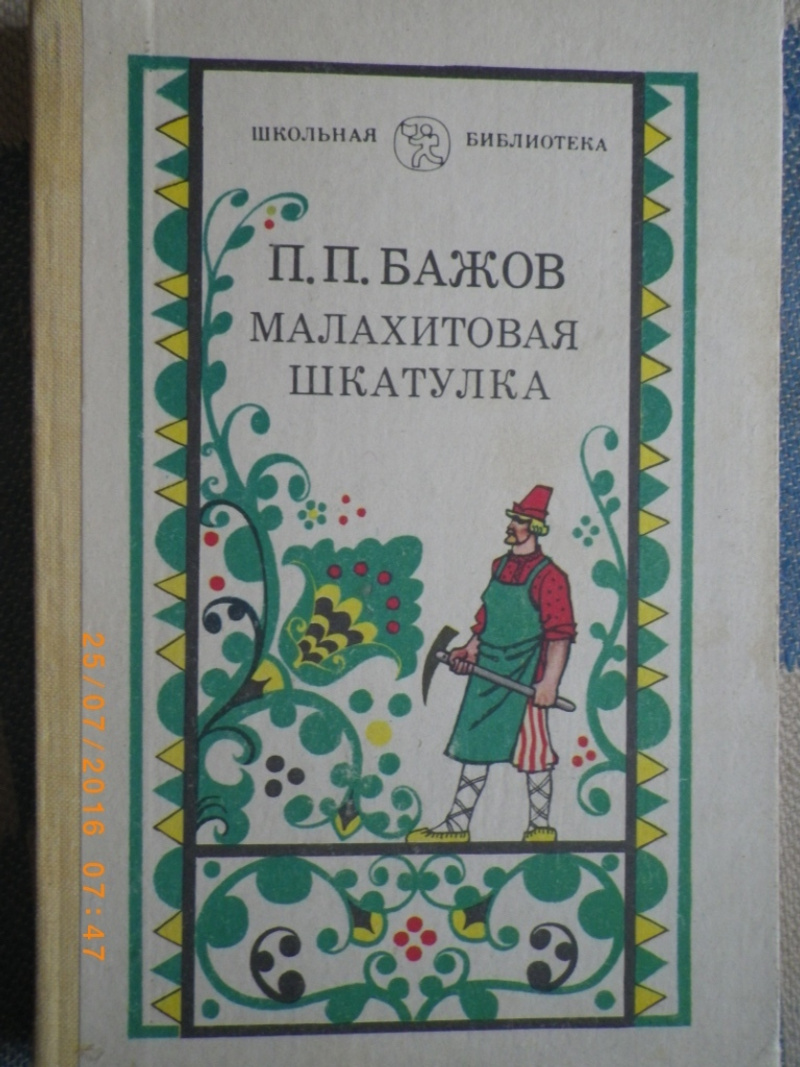 ШКОЛЬНАЯ БИБЛИОТЕКА
П. П. БАЖОВ
МАЛАХИТОВАЯ
ШКАТУЛКА
25/07/2016 07:47